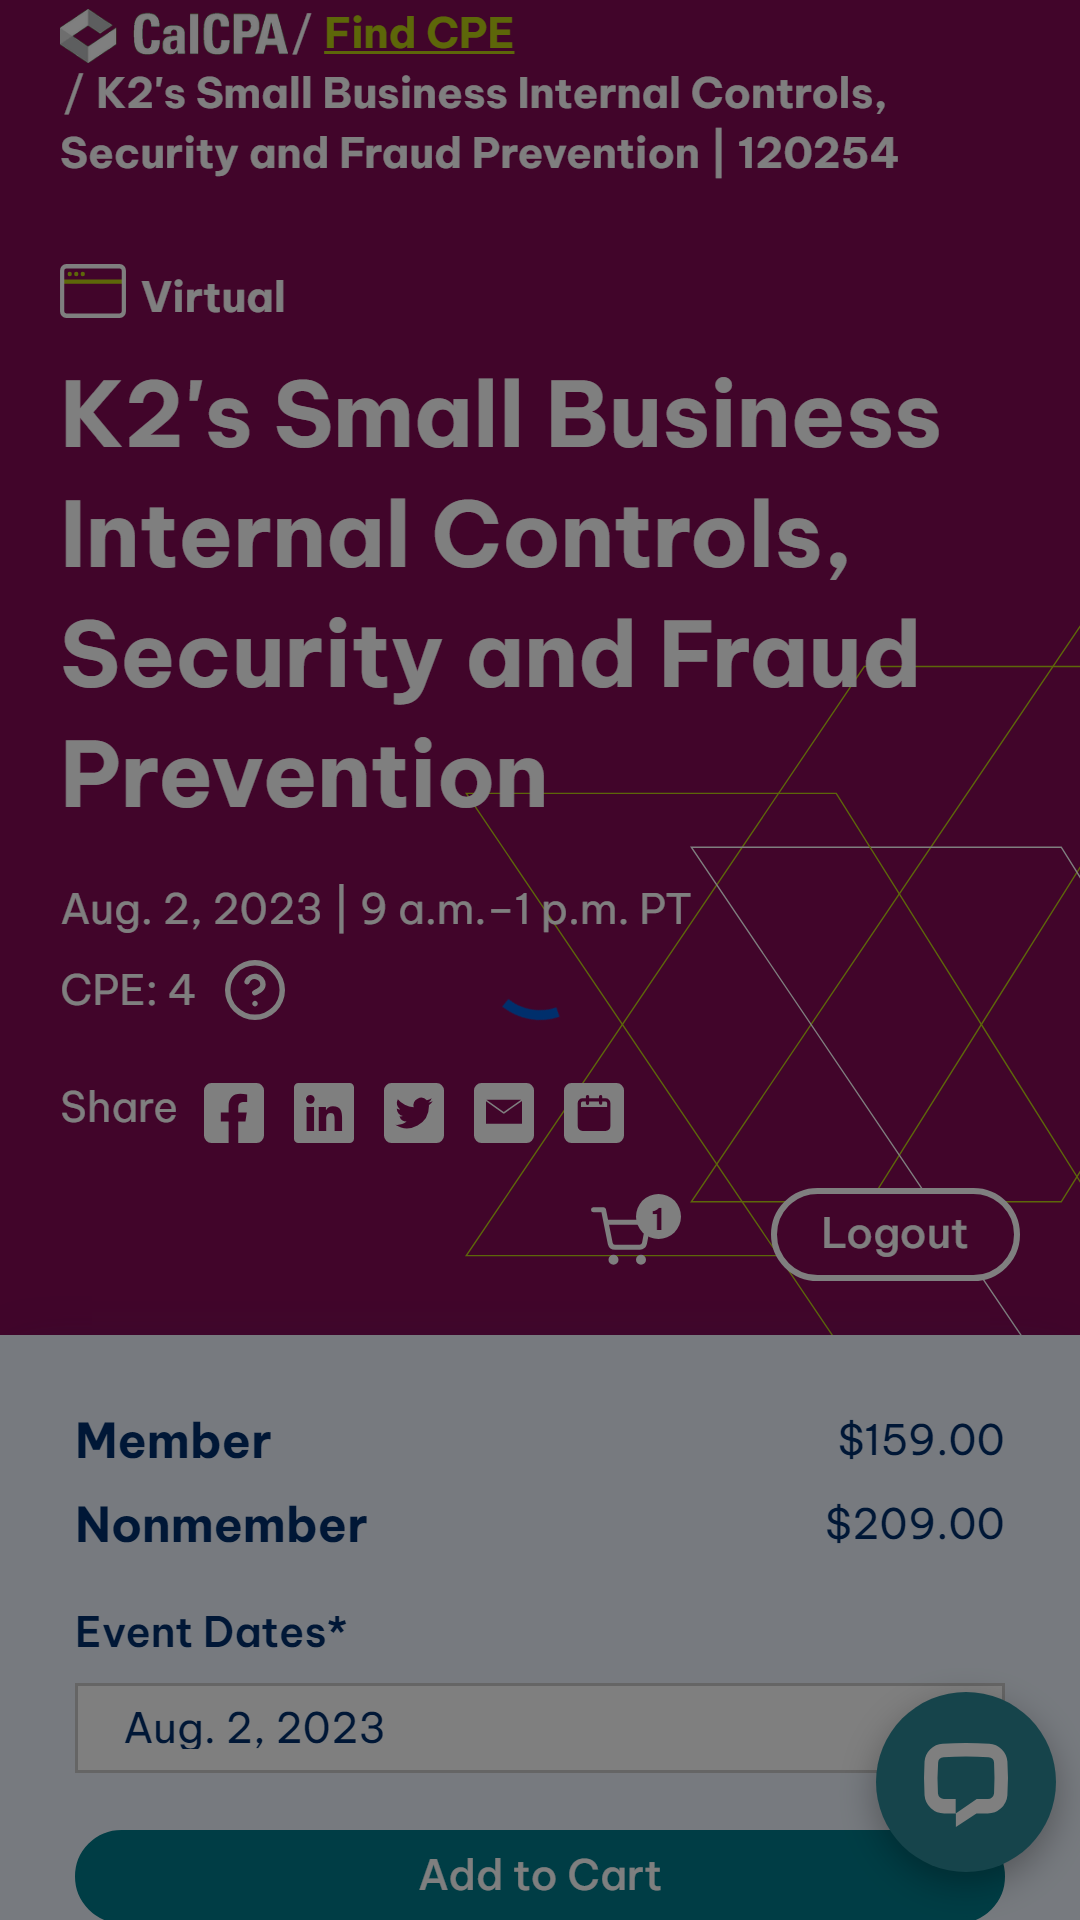 CalCPA / Find CPE
/ K2's Small Business Internal Controls,
Security and Fraud Prevention | 120254
Virtual
K2's Small Business
Internal Controls,
Security and Fraud
Prevention
Aug. 2, 2023 | 9 a.m.–1 p.m. PT
CPE: 4 ?
Share
1 Logout
Member $159.00
Nonmember $209.00
Event Dates*
Aug. 2, 2023
Add to Cart